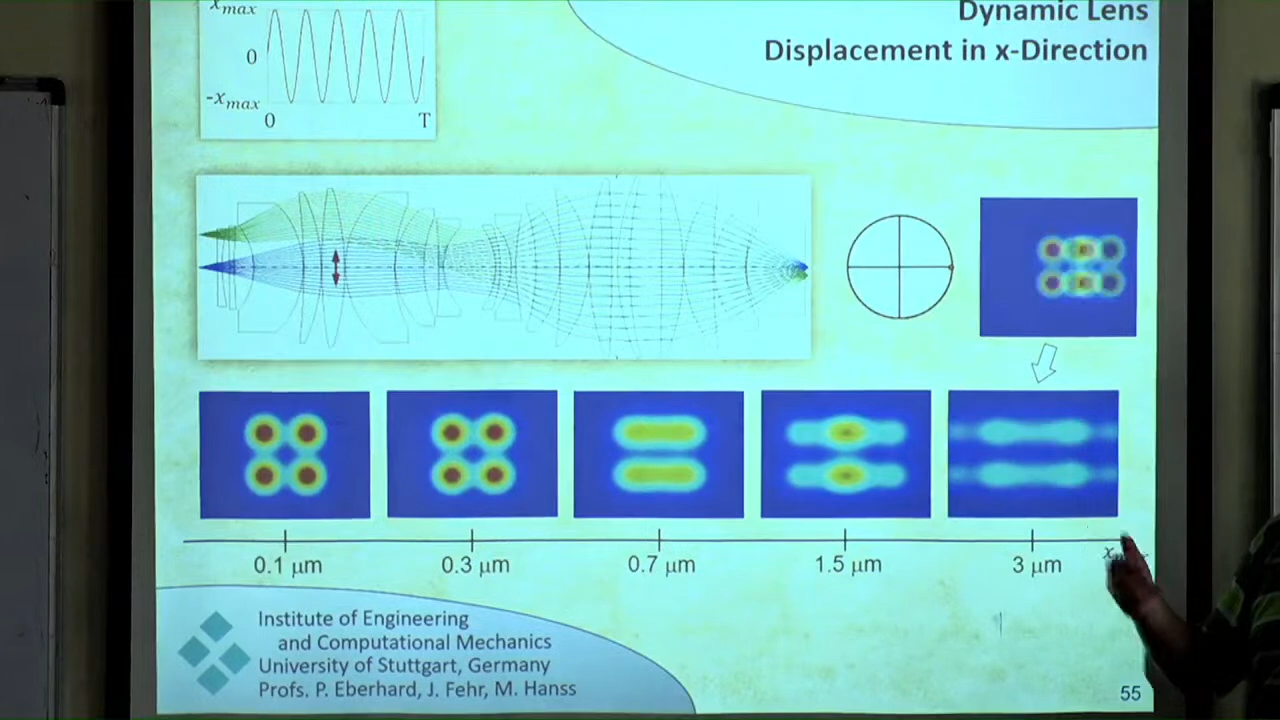 Dynamic Lens
Displacement in x-Direction
x_max
0
-x_max
0 T
0.1 μm 0.3 μm 0.7 μm 1.5 μm 3 μm
Institute of Engineering
and Computational Mechanics
University of Stuttgart, Germany
Profs. P. Eberhard, J. Fehr, M. Hanss
55